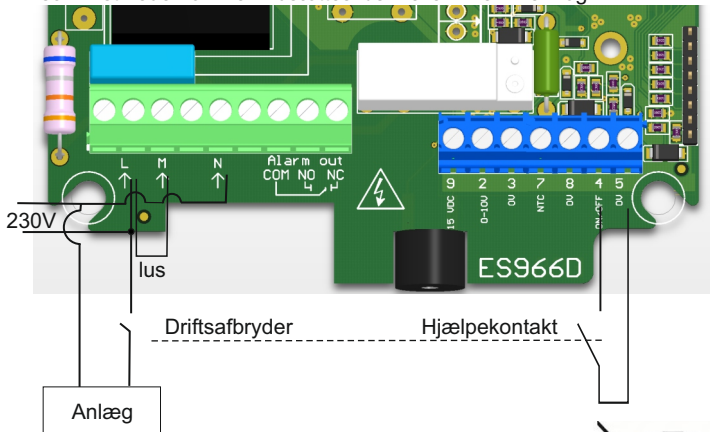 L M N Alarm out
COM NO NC
9 2 3 7 8 4 5
15 VDC
0-10V
0V
NTC
0V
ON-OFF
0V
230V
ES966D
lus
Driftsafbryder
Hjælpekontakt
Anlæg